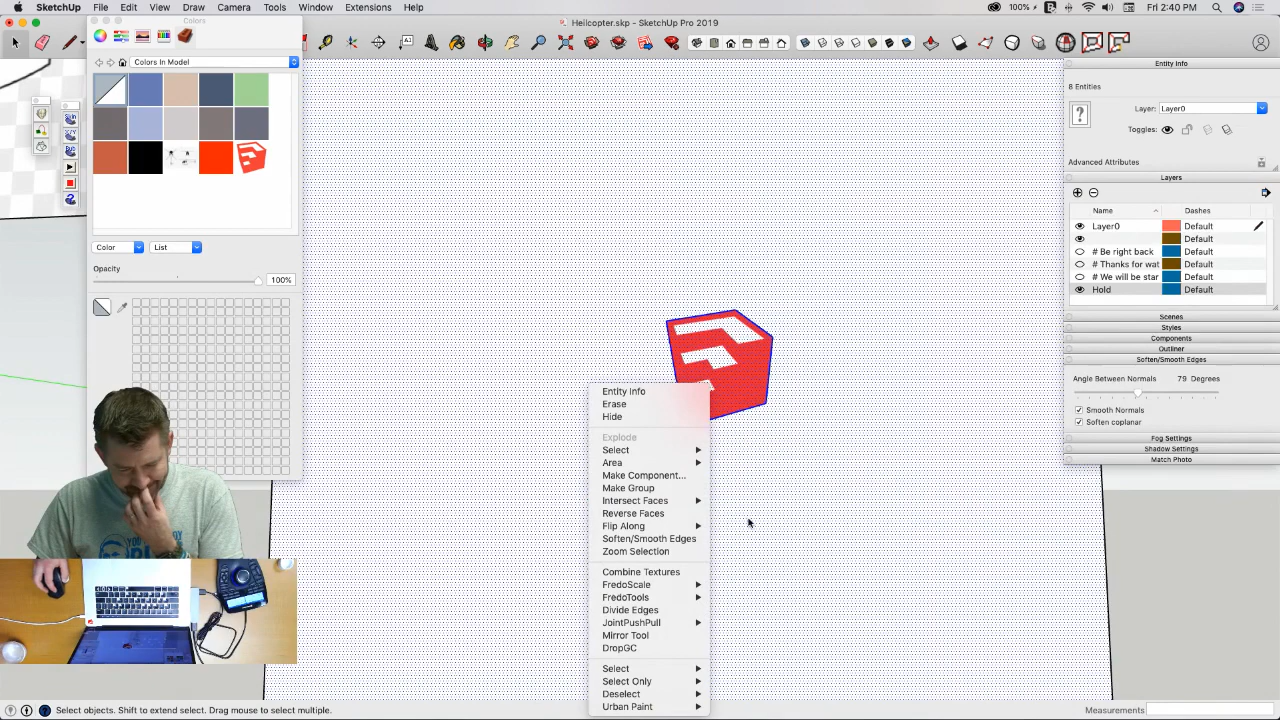 SketchUp File Edit View Draw Camera Tools Window Extensions Help 100% Fri 2:40 PM
Colors
Helicopter.skp - SketchUp Pro 2019
Entity Info
Colors In Model
8 Entities
Layer: Layer0
Toggles:
Advanced Attributes
Layers
Name Dashes
Layer0 Default
Default
# Be right back Default
# Thanks for wat Default
# We will be star Default
Hold Default
Color List
Opacity
100%
Scenes
Styles
Components
Outliner
Soften/Smooth Edges
Angle Between Normals 79 Degrees
Smooth Normals
Soften coplanar
Fog Settings
Shadow Settings
Match Photo
Entity Info
Erase
Hide
Explode
Select
Area
Make Component...
Make Group
Intersect Faces
Reverse Faces
Flip Along
Soften/Smooth Edges
Zoom Selection
Combine Textures
FredoScale
FredoTools
Divide Edges
JointPushPull
Mirror Tool
DropGC
Select
Select Only
Deselect
Urban Paint
Select objects. Shift to extend select. Drag mouse to select multiple. Measurements